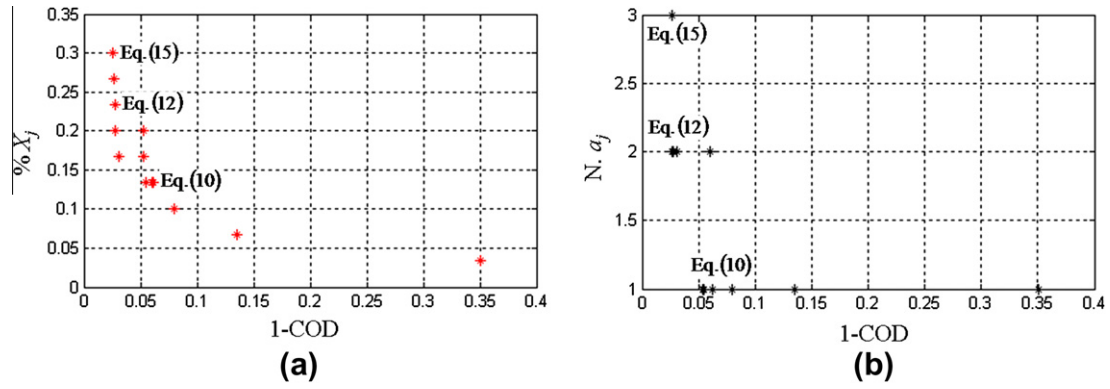 0.35
0.3
0.25
0.2
0.15
0.1
0.05
0
% Xj
Eq.(15)
Eq.(12)
Eq.(10)
0 0.05 0.1 0.15 0.2 0.25 0.3 0.35 0.4
1-COD
(a)
3
2.5
2
1.5
1
N. aj
Eq.(15)
Eq.(12)
Eq.(10)
0 0.05 0.1 0.15 0.2 0.25 0.3 0.35 0.4
1-COD
(b)